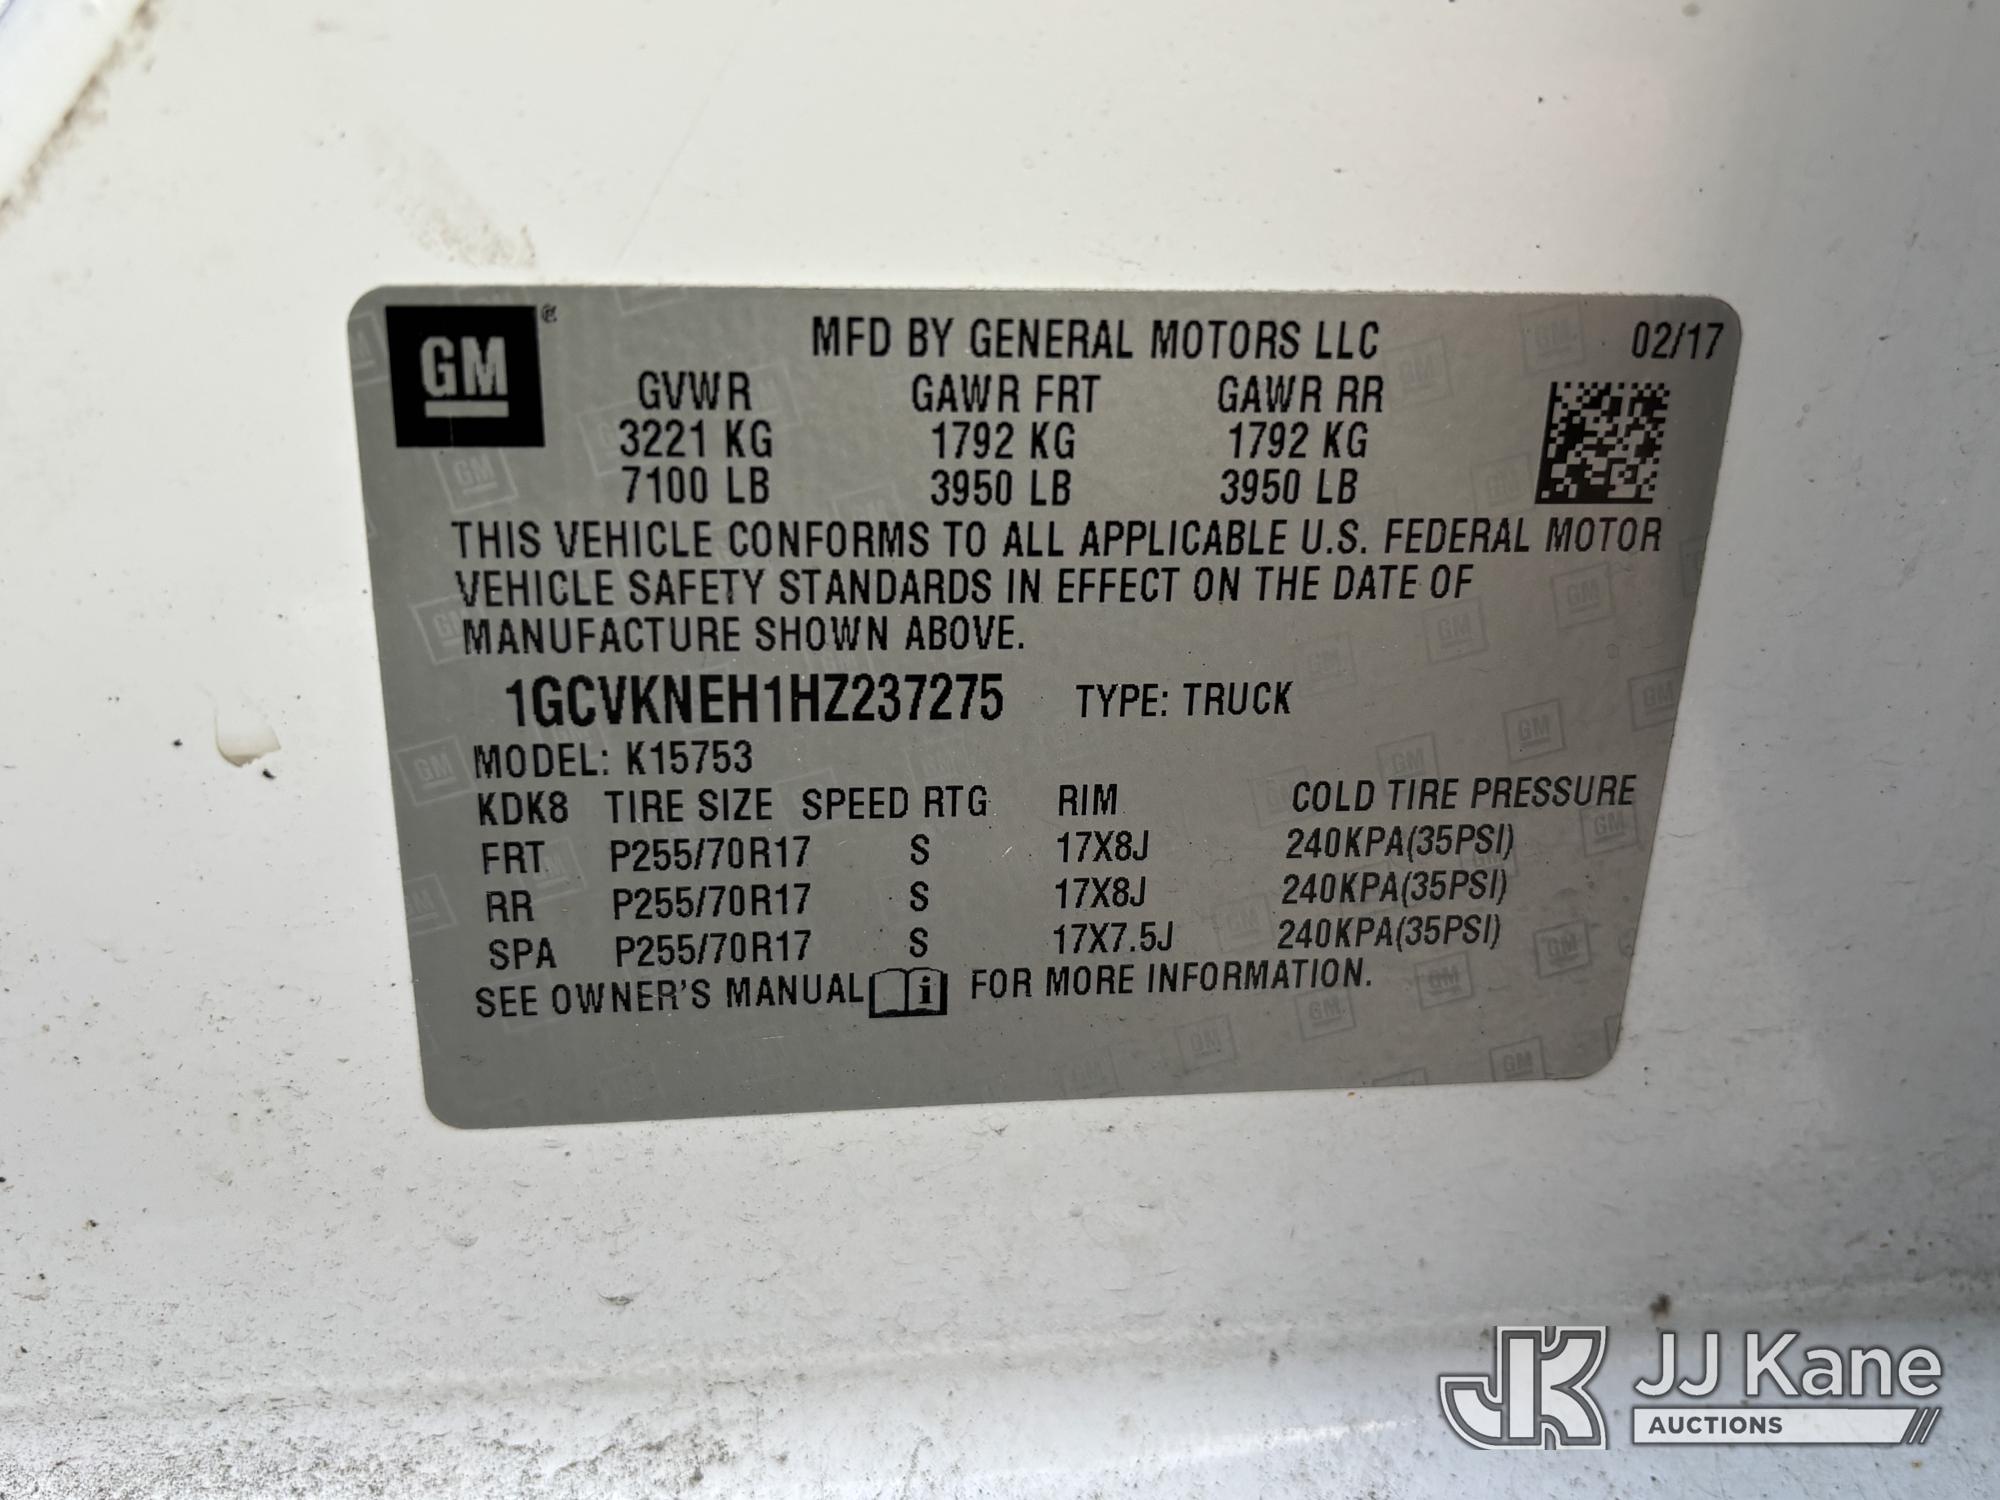 GM
MFD BY GENERAL MOTORS LLC 02/17
GVWR GAWR FRT GAWR RR
3221 KG 1792 KG 1792 KG
7100 LB 3950 LB 3950 LB
THIS VEHICLE CONFORMS TO ALL APPLICABLE U.S. FEDERAL MOTOR
VEHICLE SAFETY STANDARDS IN EFFECT ON THE DATE OF
MANUFACTURE SHOWN ABOVE.
1GCVKNEH1HZ237275 TYPE: TRUCK
MODEL: K15753
KDK8 TIRE SIZE SPEED RTG RIM COLD TIRE PRESSURE
FRT P255/70R17 S 17X8J 240KPA(35PSI)
RR P255/70R17 S 17X8J 240KPA(35PSI)
SPA P255/70R17 S 17X7.5J 240KPA(35PSI)
SEE OWNER'S MANUAL i FOR MORE INFORMATION.
JK JJ Kane
AUCTIONS